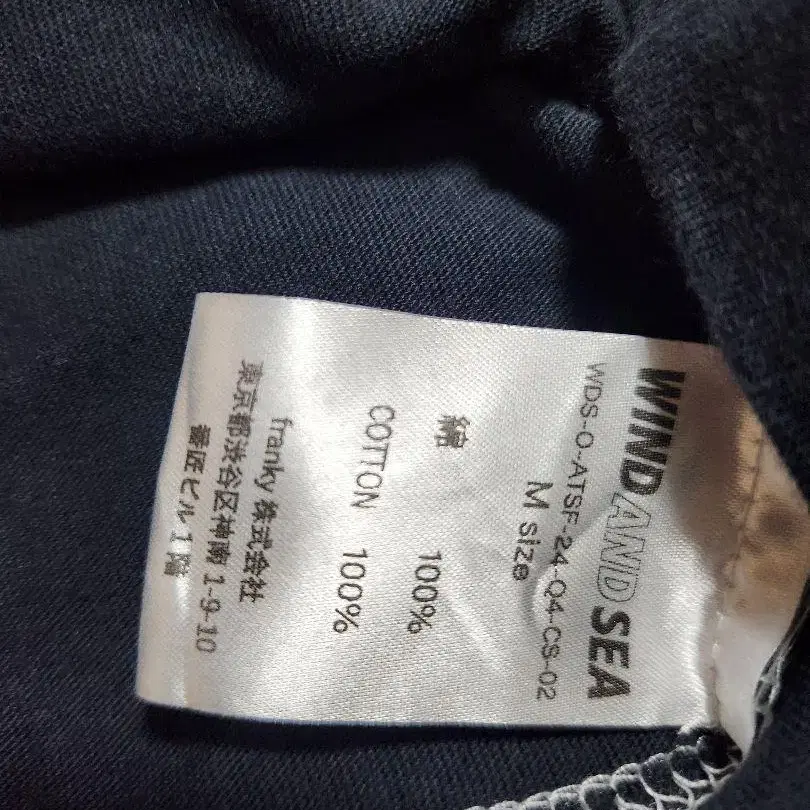 WIND AND SEA
WDS-O-ATSF-24-Q4-CS-02
M size
綿 100%
COTTON 100%
franky 株式会社
東京都渋谷区神南 1-9-10
番匠ビル 1階